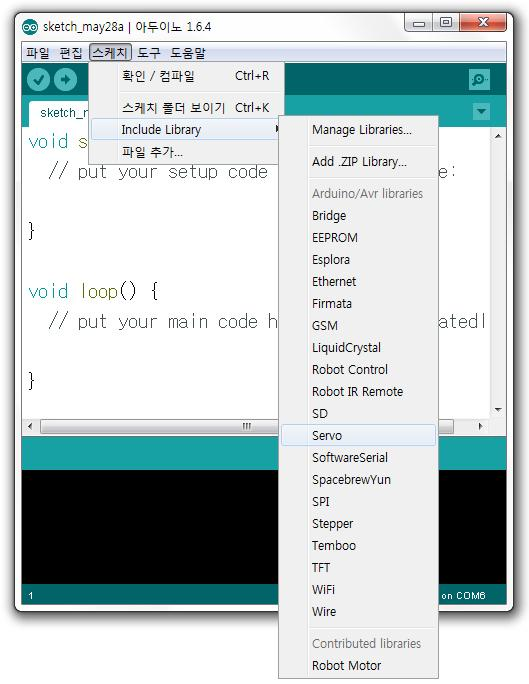 sketch_may28a | 아두이노 1.6.4
파일 편집 스케치 도구 도움말
확인 / 컴파일 Ctrl+R
스케치 폴더 보이기 Ctrl+K
Include Library
파일 추가...
Manage Libraries...
Add .ZIP Library...
Arduino/Avr libraries
Bridge
EEPROM
Esplora
Ethernet
Firmata
GSM
LiquidCrystal
Robot Control
Robot IR Remote
SD
Servo
SoftwareSerial
SpacebrewYun
SPI
Stepper
Temboo
TFT
WiFi
Wire
Contributed libraries
Robot Motor
void
// put your setup code
}
void loop() {
// put your main code
}
1
on COM6